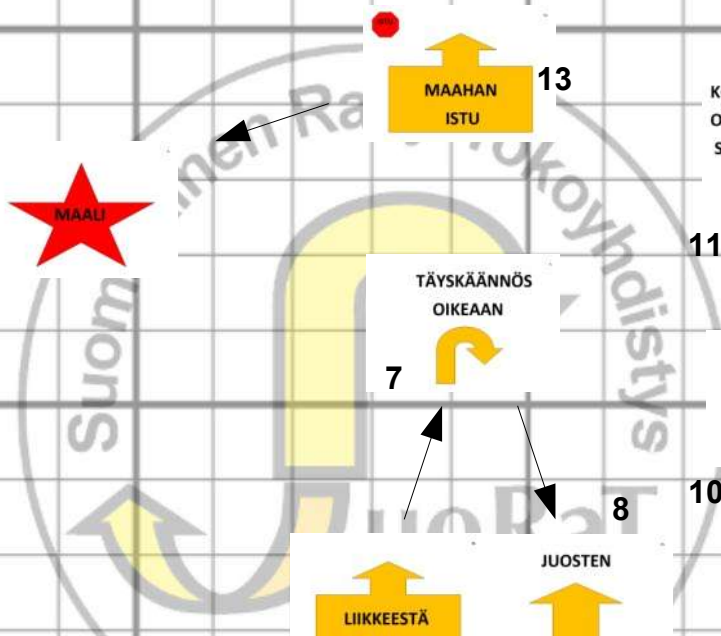 MAAHAN
ISTU
13
K
O
S
MAALI
11
TÄYSKÄÄNNÖS
OIKEAAN
7
10
8
JUOSTEN
LIIKKEESTÄ